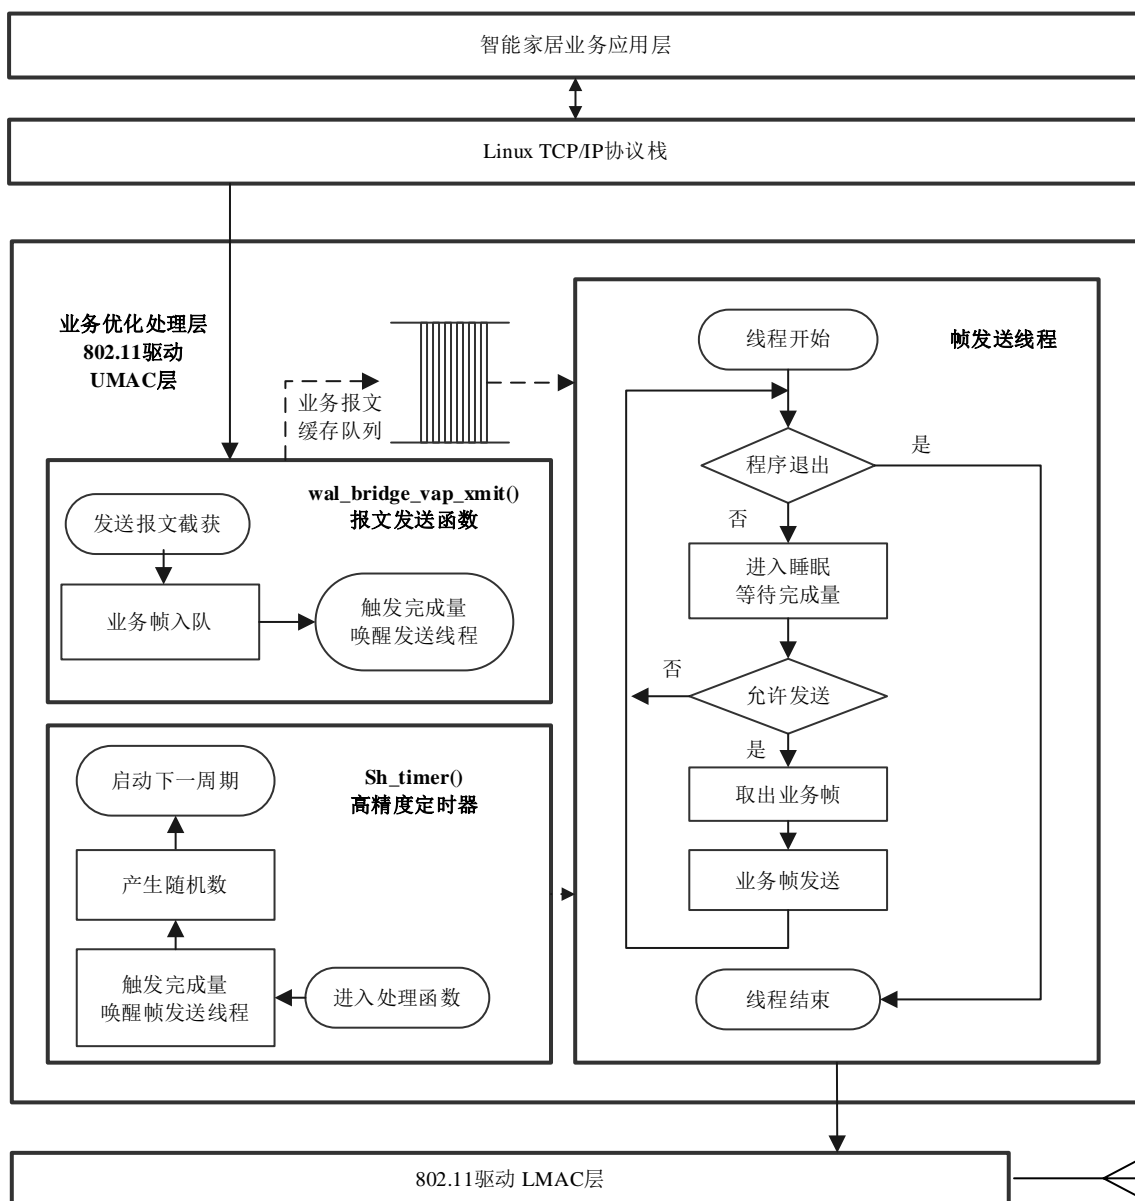 智能家居业务应用层
Linux TCP/IP协议栈
业务优化处理层
802.11驱动
UMAC层
业务报文
缓存队列
wal_bridge_vap_xmit()
报文发送函数
发送报文截获
业务帧入队
触发完成量
唤醒发送线程
Sh_timer()
高精度定时器
启动下一周期
产生随机数
触发完成量
唤醒帧发送线程
进入处理函数
帧发送线程
线程开始
程序退出
是
否
进入睡眠
等待完成量
否
允许发送
是
取出业务帧
业务帧发送
线程结束
802.11驱动 LMAC层